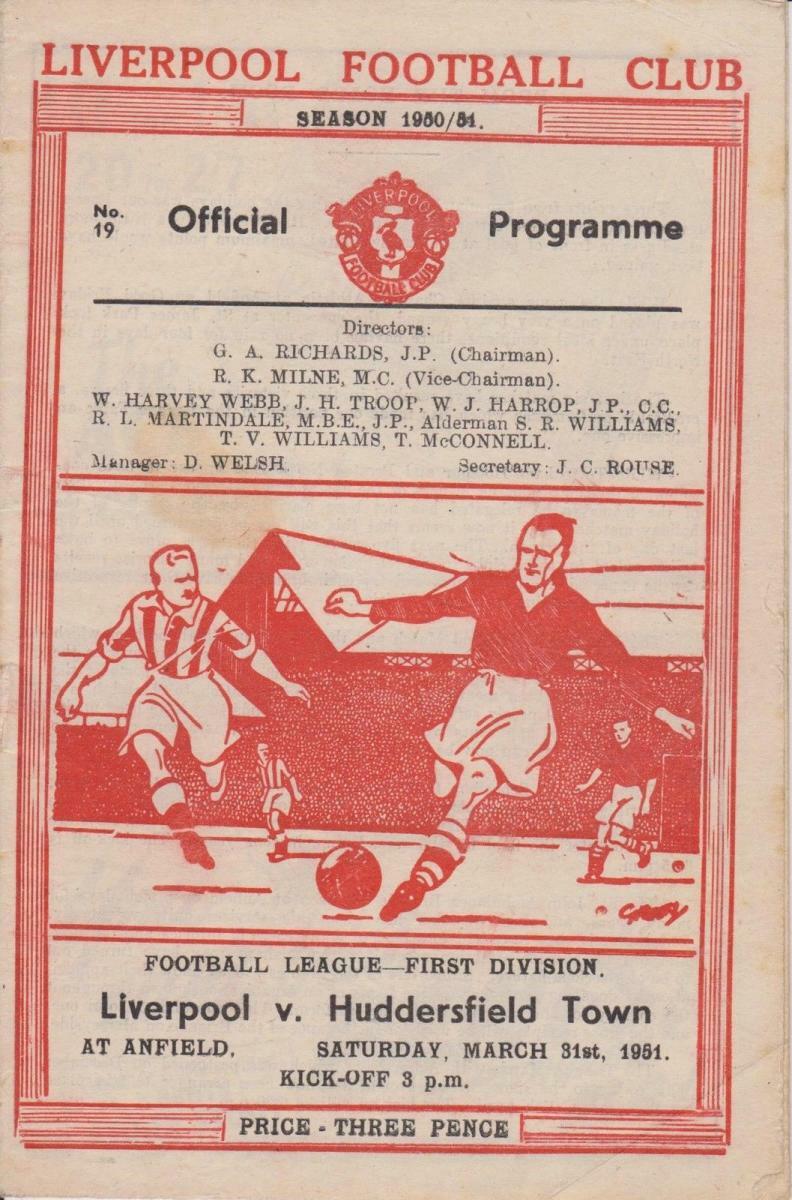 LIVERPOOL FOOTBALL CLUB
SEASON 1950/51.
No. 19 Official Programme
LIVERPOOL
FOOTBALL CLUB
Directors:
G. A. RICHARDS, J.P. (Chairman).
R. K. MILNE, M.C. (Vice-Chairman).
W. HARVEY WEBB, J. H. TROOP, W. J. HARROP, J.P., C.C.,
R. L. MARTINDALE, M.B.E., J.P., Alderman S. R. WILLIAMS,
T. V. WILLIAMS, T. McCONNELL.
Manager: D. WELSH. Secretary: J. C. ROUSE.
FOOTBALL LEAGUE—FIRST DIVISION.
Liverpool v. Huddersfield Town
AT ANFIELD. SATURDAY, MARCH 31st, 1951.
KICK-OFF 3 p.m.
PRICE - THREE PENCE